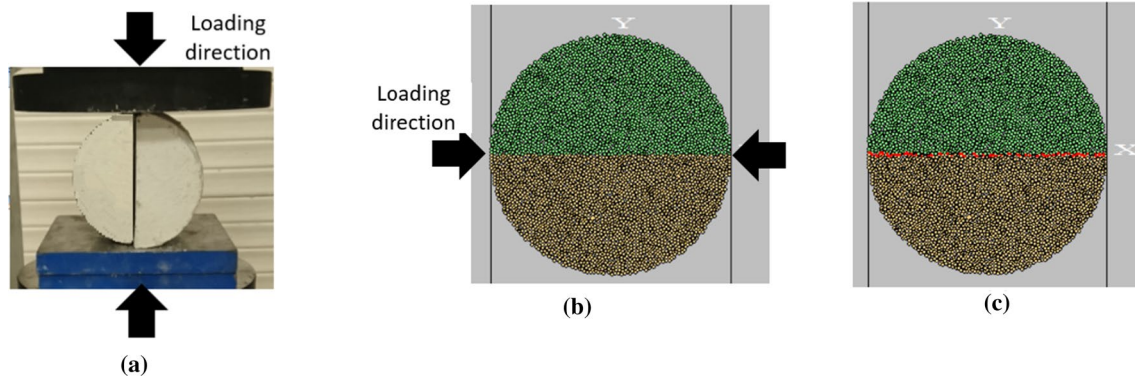 Loading
direction
(a)
Loading
direction
Y
(b)
Y
X
(c)